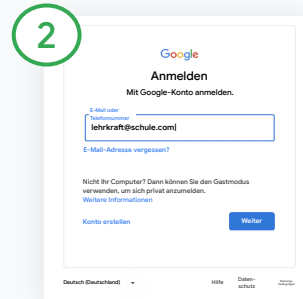 2
Google
Anmelden
Mit Google-Konto anmelden.
E-Mail oder
Telefonnummer
lehrkraft@schule.com
E-Mail-Adresse vergessen?
Nicht Ihr Computer? Dann können Sie den Gastmodus
verwenden, um sich privat anzumelden.
Weitere Informationen
Konto erstellen
Weiter
Deutsch (Deutschland)
Hilfe
Daten-
schutz
Nutzungs-
bedingungen